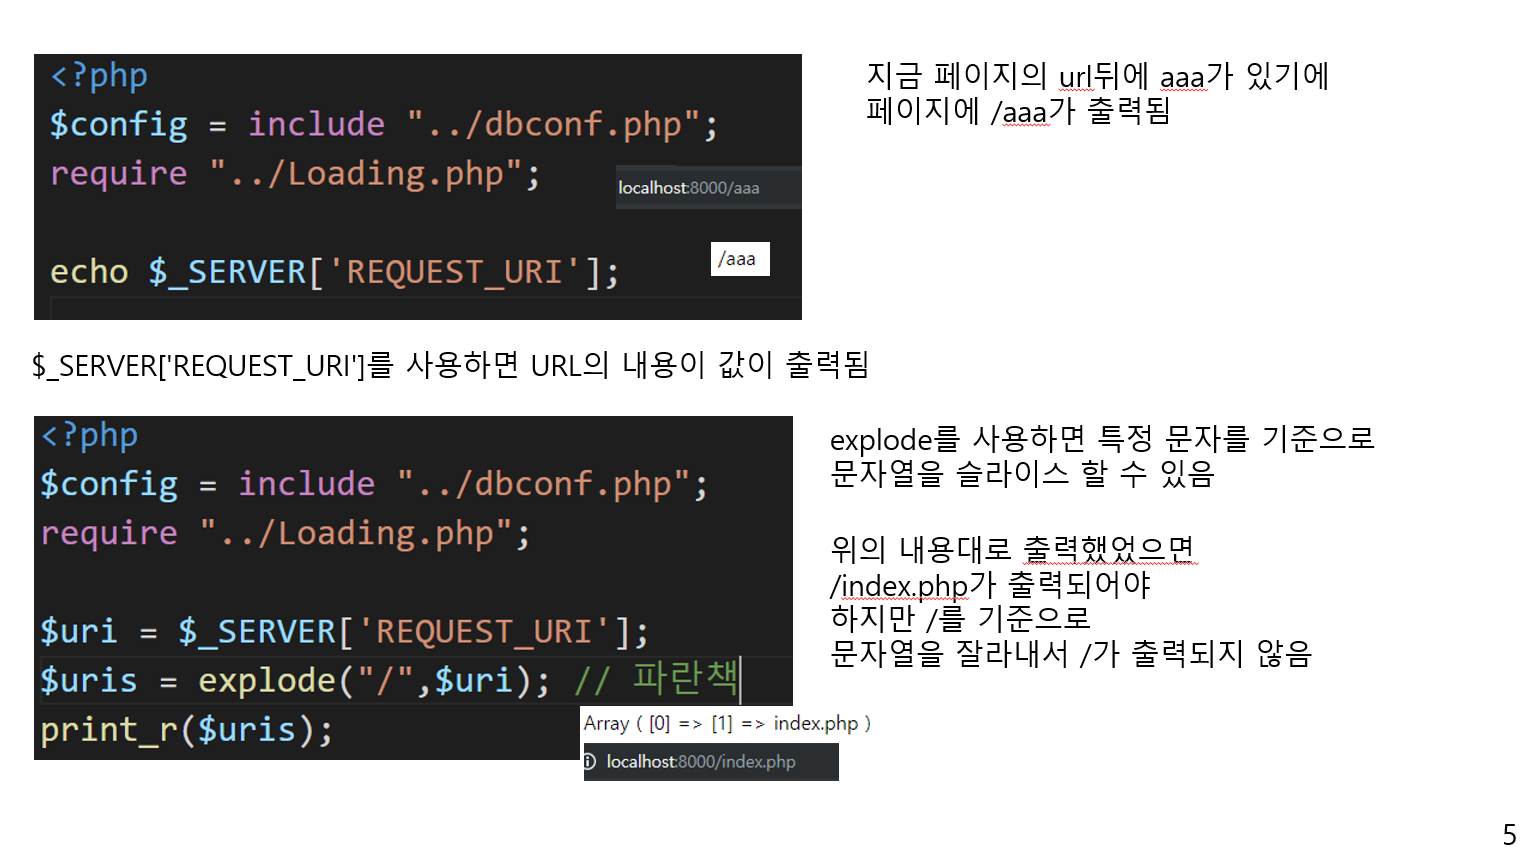 <?php
$config = include "../dbconf.php";
require "../Loading.php";
localhost:8000/aaa
echo $_SERVER['REQUEST_URI'];
/aaa
지금 페이지의 url뒤에 aaa가 있기에
페이지에 /aaa가 출력됨
$_SERVER['REQUEST_URI']를 사용하면 URL의 내용이 값이 출력됨
<?php
$config = include "../dbconf.php";
require "../Loading.php";
$uri = $_SERVER['REQUEST_URI'];
$uris = explode("/",$uri); // 파란책
print_r($uris);
Array ( [0] => [1] => index.php )
localhost:8000/index.php
explode를 사용하면 특정 문자를 기준으로
문자열을 슬라이스 할 수 있음
위의 내용대로 출력했었으면
/index.php가 출력되어야
하지만 /를 기준으로
문자열을 잘라내서 /가 출력되지 않음
5